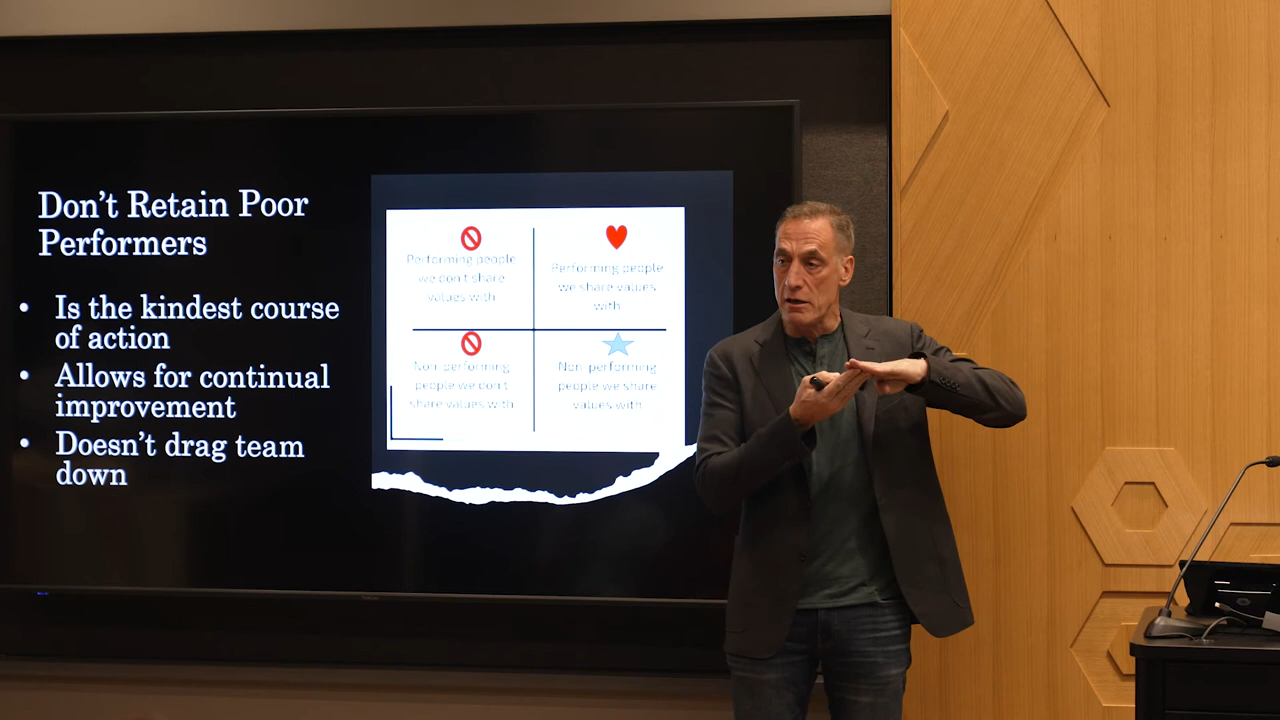 Don't Retain Poor
Performers
• Is the kindest course
of action
• Allows for continual
improvement
• Doesn't drag team
down
Performing people
we don't share
values with
Performing people
we share values
with
Non-performing
people we don't
share values with
Non-performing
people we share
values with